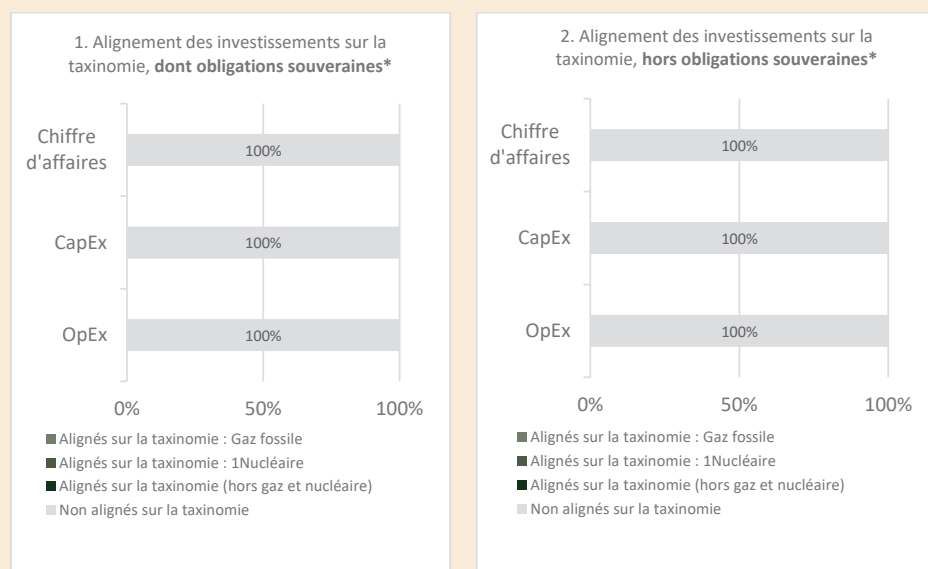 1. Alignement des investissements sur la
taxinomie, dont obligations souveraines*
Chiffre
d'affaires
100%
CapEx
100%
OpEx
100%
0%
50%
100%
Alignés sur la taxinomie : Gaz fossile
Alignés sur la taxinomie : 1Nucléaire
Alignés sur la taxinomie (hors gaz et nucléaire)
Non alignés sur la taxinomie
2. Alignement des investissements sur la
taxinomie, hors obligations souveraines*
Chiffre
d'affaires
100%
CapEx
100%
OpEx
100%
0%
50%
100%
Alignés sur la taxinomie : Gaz fossile
Alignés sur la taxinomie : 1Nucléaire
Alignés sur la taxinomie (hors gaz et nucléaire)
Non alignés sur la taxinomie